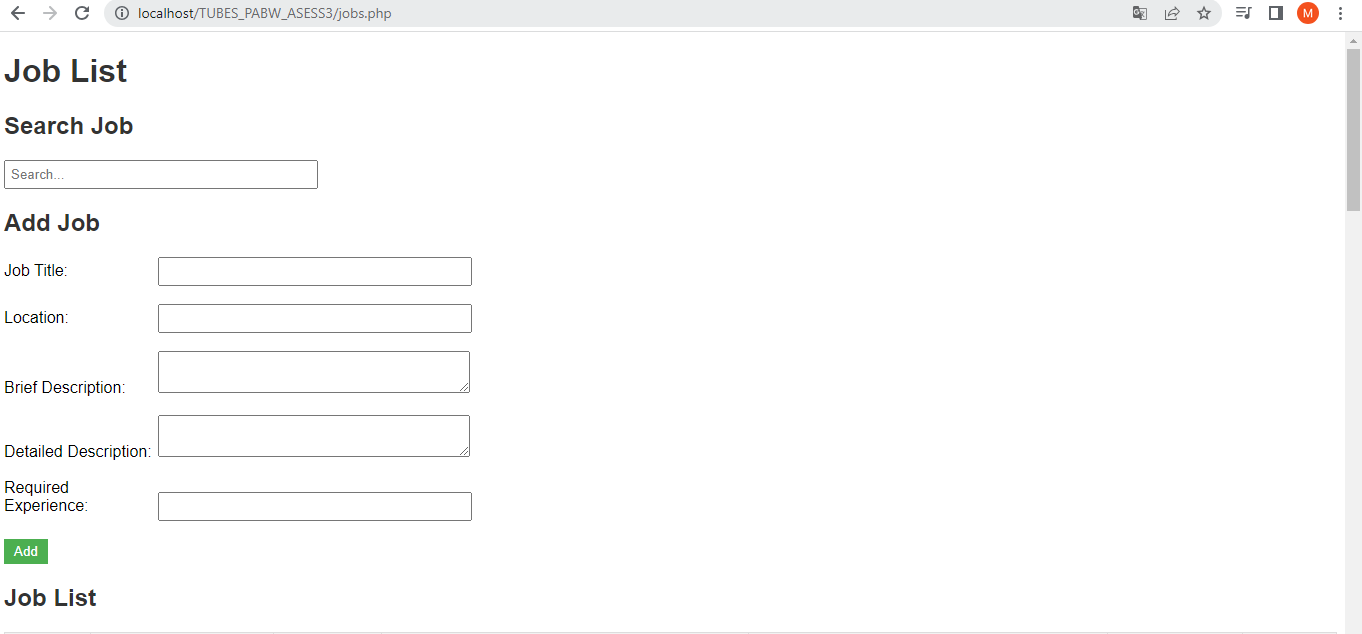 localhost/TUBES_PABW_ASESS3/jobs.php
M
Job List
Search Job
Search...
Add Job
Job Title:
Location:
Brief Description:
Detailed Description:
Required
Experience:
Add
Job List